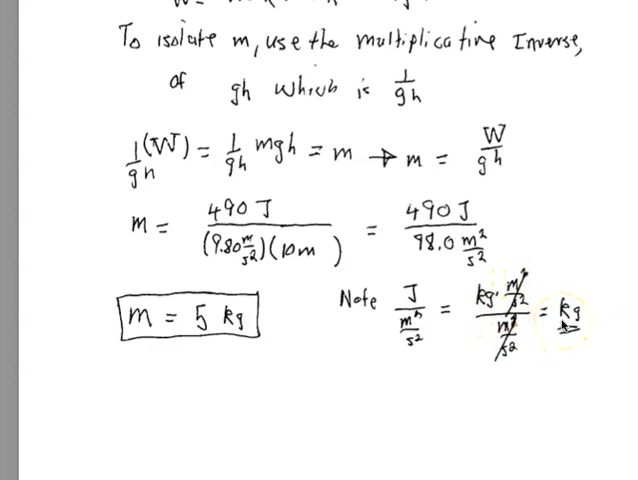 To isolate m, use the multiplicative Inverse,
of gh which is 1/gh
1/gh (W) = 1/gh mgh = m → m = W/gh
m = 490 J / (9.80 m/s²)(10m) = 490 J / 98.0 m²/s²
m = 5 kg
Note J / (m²/s²) = kg · m²/s² / (m²/s²) = kg